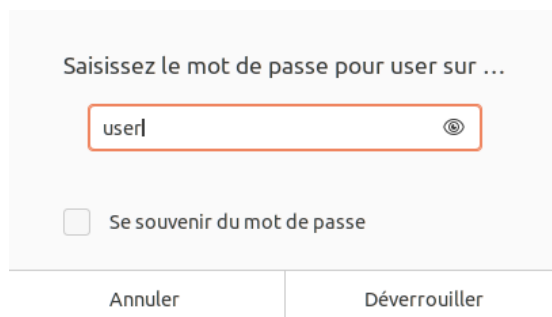 Saisissez le mot de passe pour user sur …
user
Se souvenir du mot de passe
Annuler
Déverrouiller